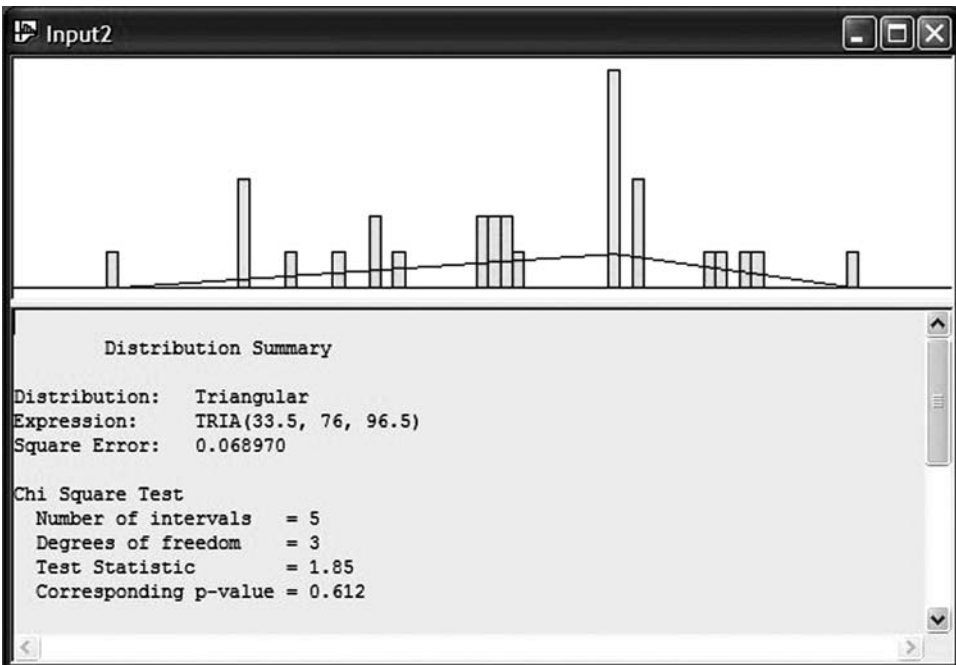 Input2
Distribution Summary
Distribution: Triangular
Expression: TRIA(33.5, 76, 96.5)
Square Error: 0.068970
Chi Square Test
Number of intervals = 5
Degrees of freedom = 3
Test Statistic = 1.85
Corresponding p-value = 0.612